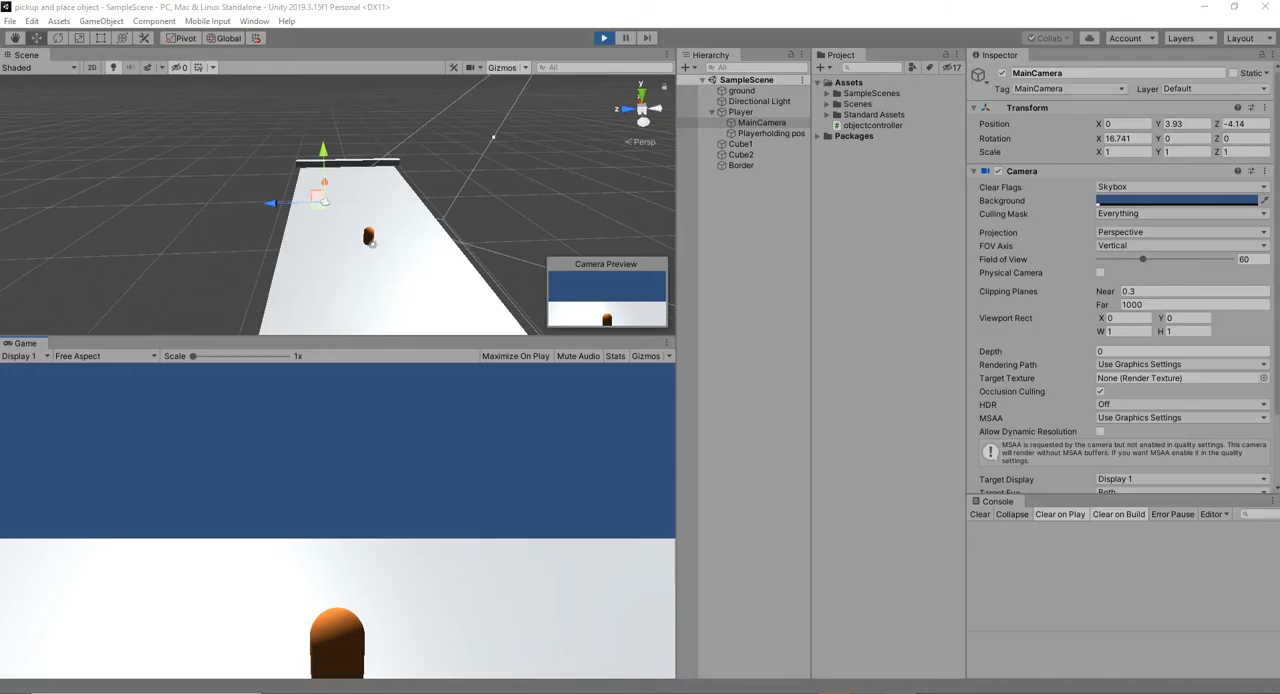 pickup and place object - SampleScene - PC, Mac & Linux Standalone - Unity 2019.3.15f1 Personal <DX11>
File Edit Assets GameObject Component Mobile Input Window Help
Pivot Global Collab Account Layers Layout
Scene
Shaded 2D 0 Gizmos All
y
z
Persp
Camera Preview
Game
Display 1 Free Aspect Scale 1x Maximize On Play Mute Audio Stats Gizmos
Hierarchy
All
SampleScene
ground
Directional Light
Player
MainCamera
Playerholding pos
Cube1
Cube2
Border
Project
17
Assets
SampleScenes
Scenes
Standard Assets
objectcontroller
Packages
Inspector
MainCamera Static
Tag MainCamera Layer Default
Transform
Position X 0 Y 3.93 Z -4.14
Rotation X 16.741 Y 0 Z 0
Scale X 1 Y 1 Z 1
Camera
Clear Flags Skybox
Background
Culling Mask Everything
Projection Perspective
FOV Axis Vertical
Field of View 60
Physical Camera
Clipping Planes Near 0.3
Far 1000
Viewport Rect X 0 Y 0
W 1 H 1
Depth 0
Rendering Path Use Graphics Settings
Target Texture None (Render Texture)
Occlusion Culling
HDR Off
MSAA Use Graphics Settings
Allow Dynamic Resolution
MSAA is requested by the camera but not enabled in quality settings. This camera
will render without MSAA buffers. If you want MSAA enable it in the quality
settings.
Target Display Display 1
Target Eye Both
Console
Clear Collapse Clear on Play Clear on Build Error Pause Editor